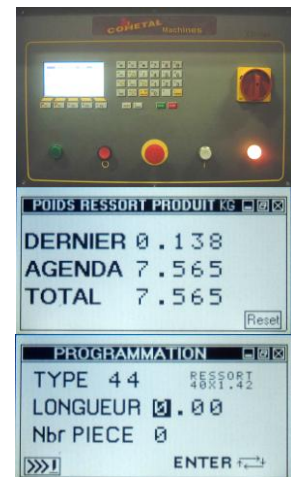 COMETAL Machines
POIDS RESSORT PRODUIT KG
DERNIER 0.138
AGENDA 7.565
TOTAL 7.565
Reset
PROGRAMMATION
TYPE 44 RESSORT
40X1.42
LONGUEUR 0.00
Nbr PIECE 0
>>>! ENTER